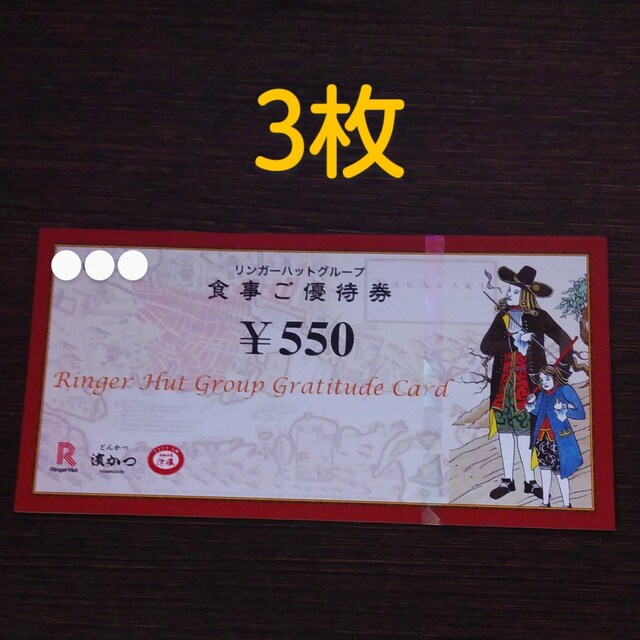 3枚
リンガーハットグループ
NAGASAKI
食事ご優待券
￥550
Ringer Hut Group Gratitude Card
とんかつ
濵かつ
Ringer Hut